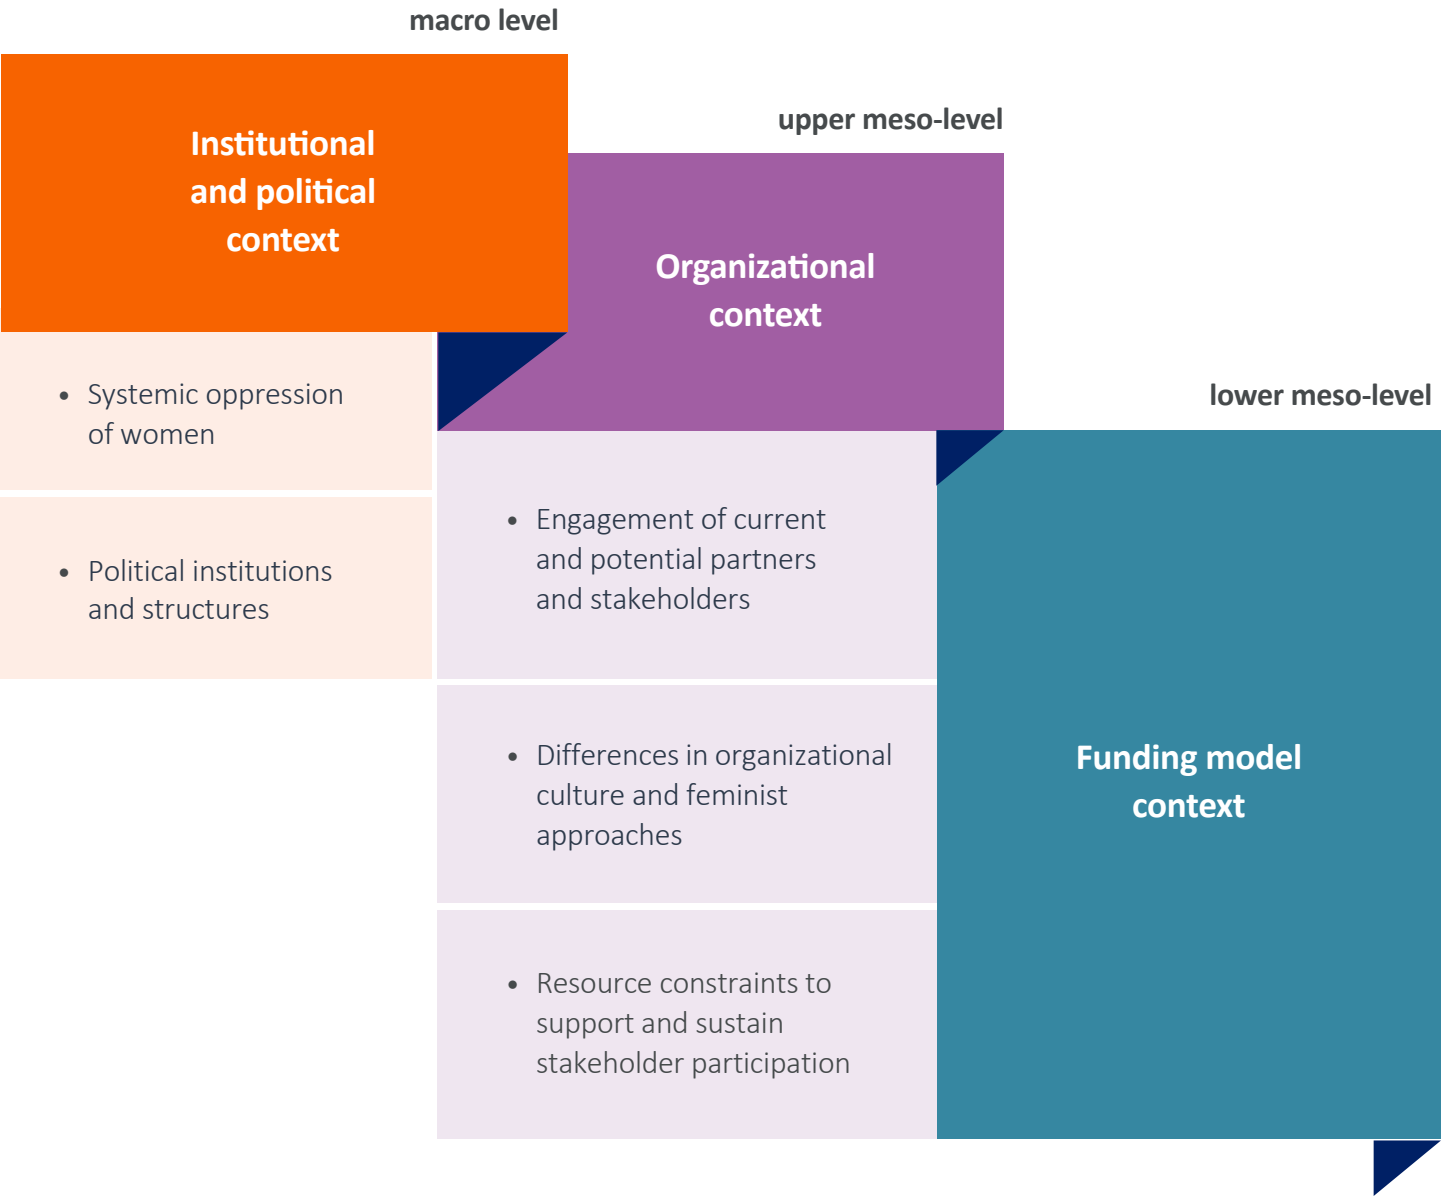 macro level
Institutional
and political
context
• Systemic oppression
of women
• Political institutions
and structures
upper meso-level
Organizational
context
• Engagement of current
and potential partners
and stakeholders
• Differences in organizational
culture and feminist
approaches
• Resource constraints to
support and sustain
stakeholder participation
lower meso-level
Funding model
context